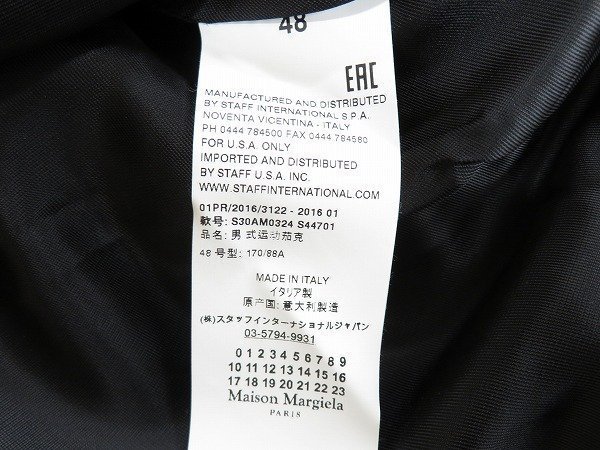 48
EAC
MANUFACTURED AND DISTRIBUTED
BY STAFF INTERNATIONAL S.P.A.
NOVENTA VICENTINA - ITALY
PH 0444 784500 FAX 0444 784580
FOR U.S.A. ONLY
IMPORTED AND DISTRIBUTED
BY STAFF U.S.A. INC.
WWW.STAFFINTERNATIONAL.COM
01PR/2016/3122 - 2016 01
軟号: S30AM0324 S44701
品名: 男 式运动茄克
48 号型: 170/88A
MADE IN ITALY
イタリア製
原产国: 意大利製造
(株)スタッフインターナショナルジャパン
03-5794-9931
0 1 2 3 4 5 6 7 8 9
10 11 12 13 14 15 16
17 18 19 20 21 22 23
Maison Margiela
PARIS